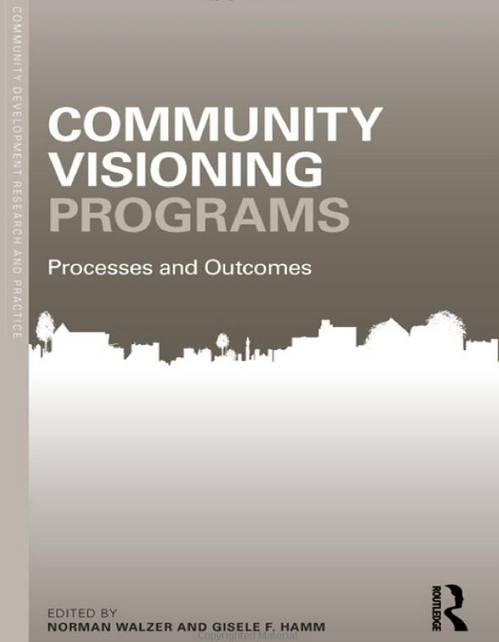 COMMUNITY DEVELOPMENT RESEARCH AND PRACTICE
COMMUNITY
VISIONING
PROGRAMS
Processes and Outcomes
EDITED BY
NORMAN WALZER AND GISELE F. HAMM
Copyrighted Material
ROUTLEDGE